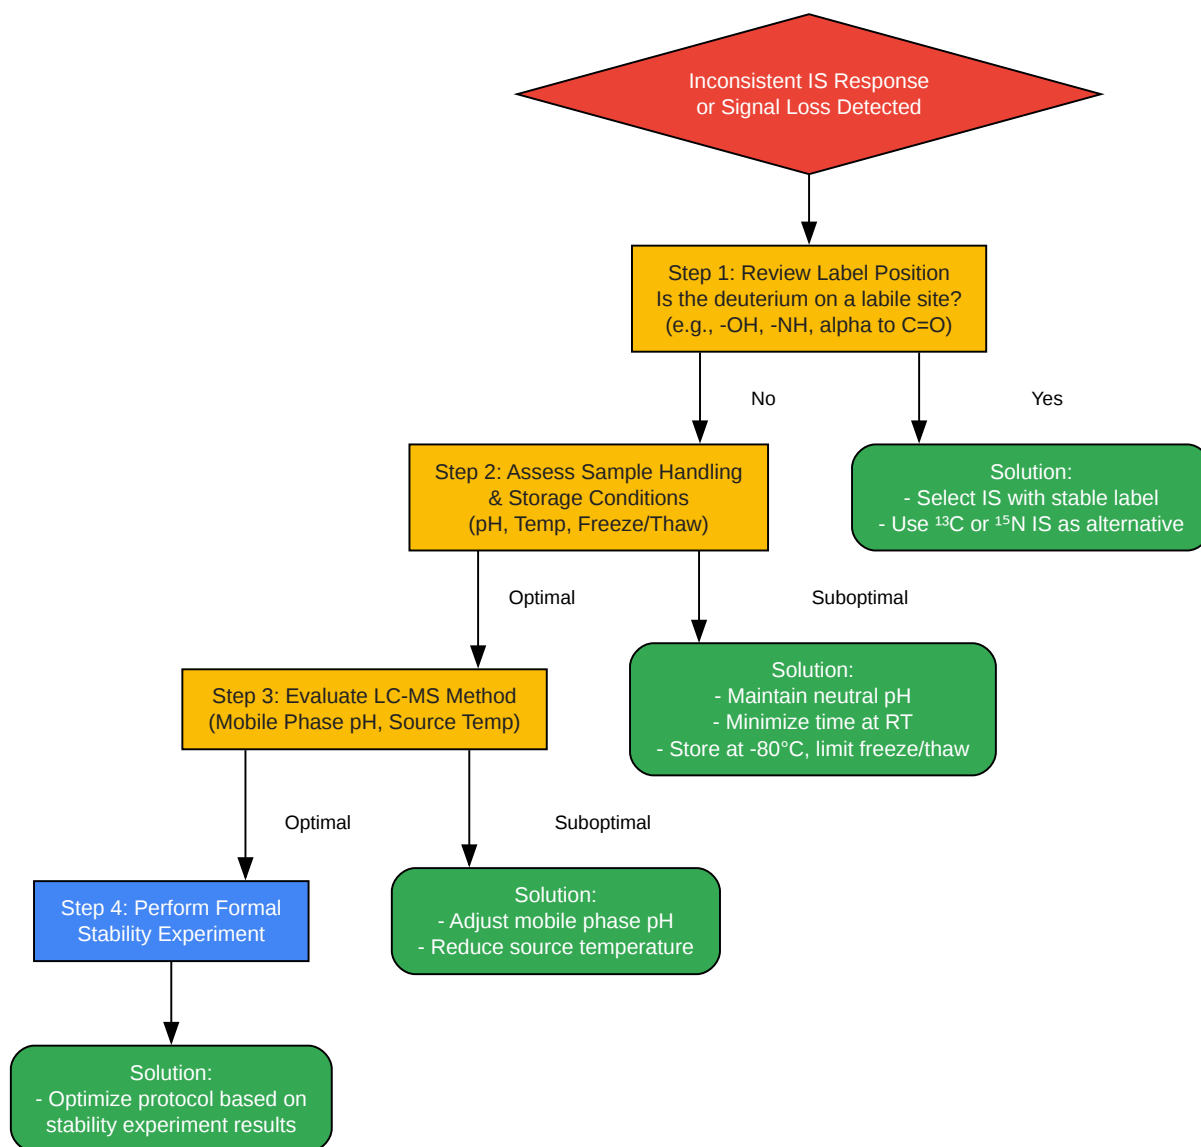 Inconsistent IS Response
or Signal Loss Detected
Step 1: Review Label Position
Is the deuterium on a labile site?
(e.g., -OH, -NH, alpha to C=O)
No
Yes
Step 2: Assess Sample Handling
& Storage Conditions
(pH, Temp, Freeze/Thaw)
Solution:
- Select IS with stable label
- Use ¹³C or ¹⁵N IS as alternative
Optimal
Suboptimal
Step 3: Evaluate LC-MS Method
(Mobile Phase pH, Source Temp)
Solution:
- Maintain neutral pH
- Minimize time at RT
- Store at -80°C, limit freeze/thaw
Optimal
Suboptimal
Step 4: Perform Formal
Stability Experiment
Solution:
- Adjust mobile phase pH
- Reduce source temperature
Solution:
- Optimize protocol based on
stability experiment results